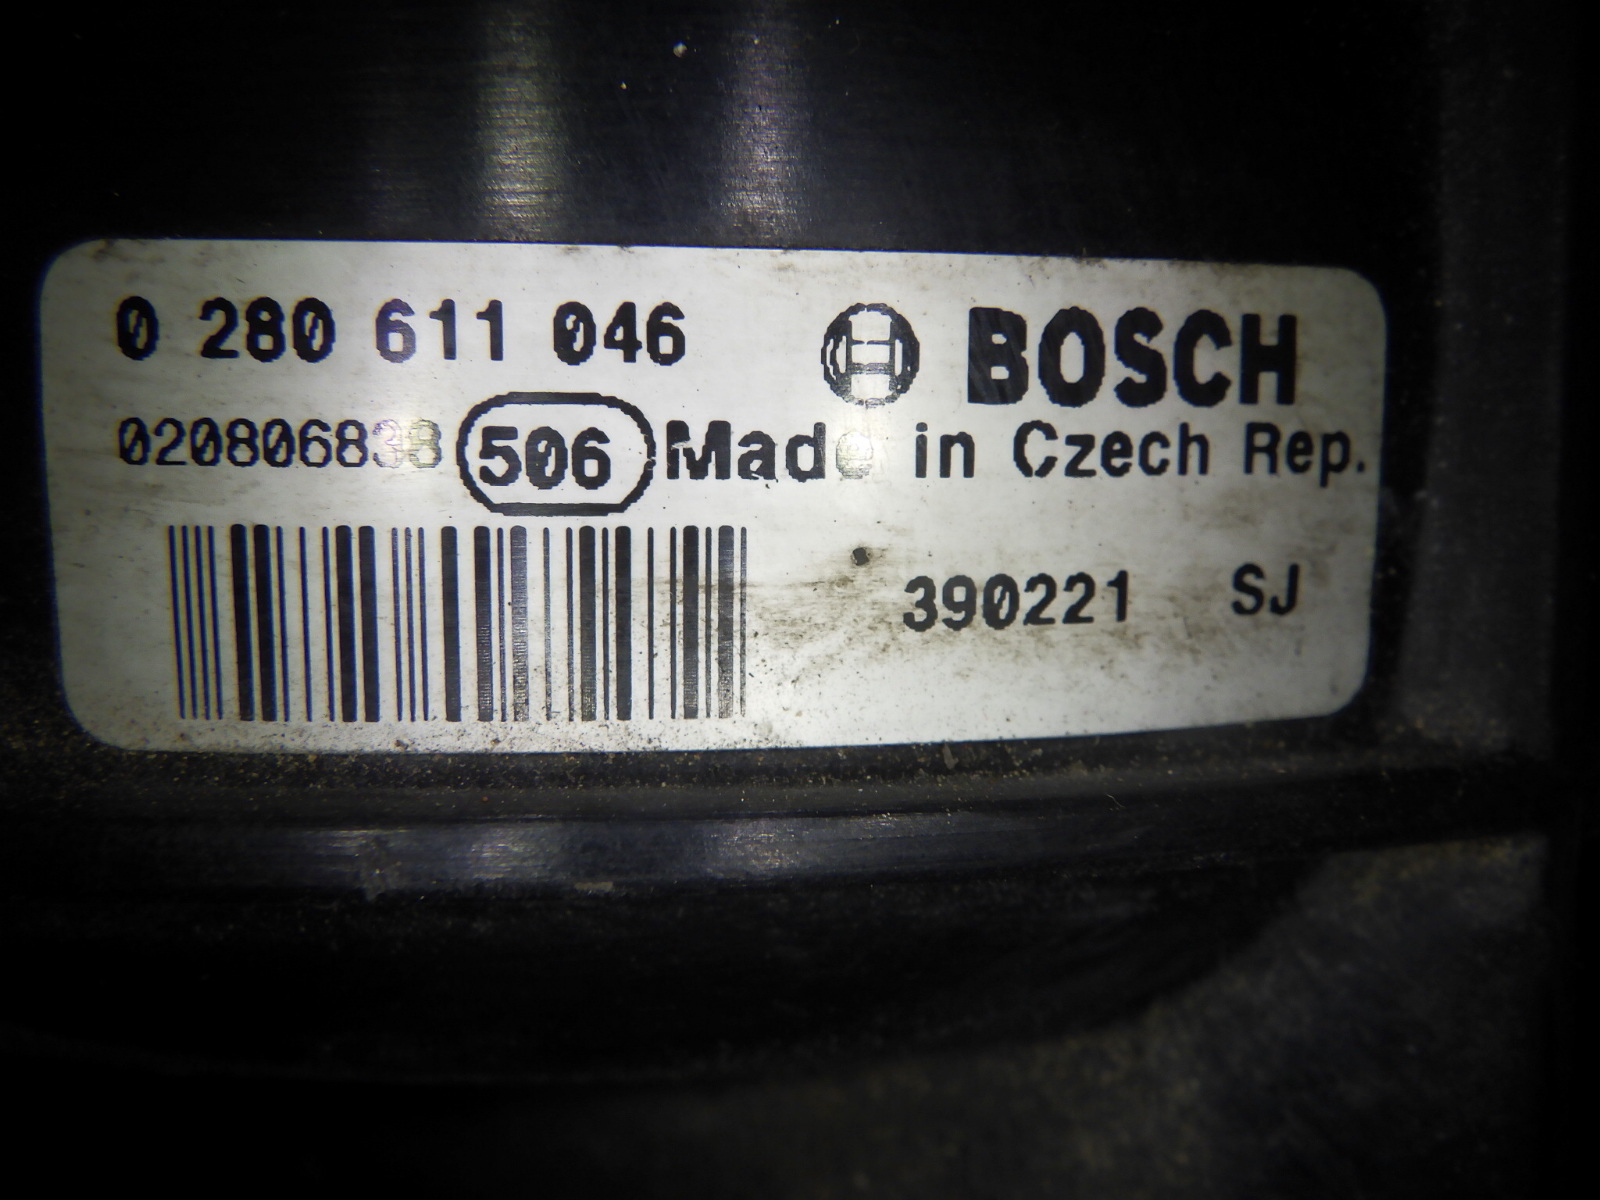 0 280 611 046 BOSCH
020806838 506 Made in Czech Rep.
390221 SJ